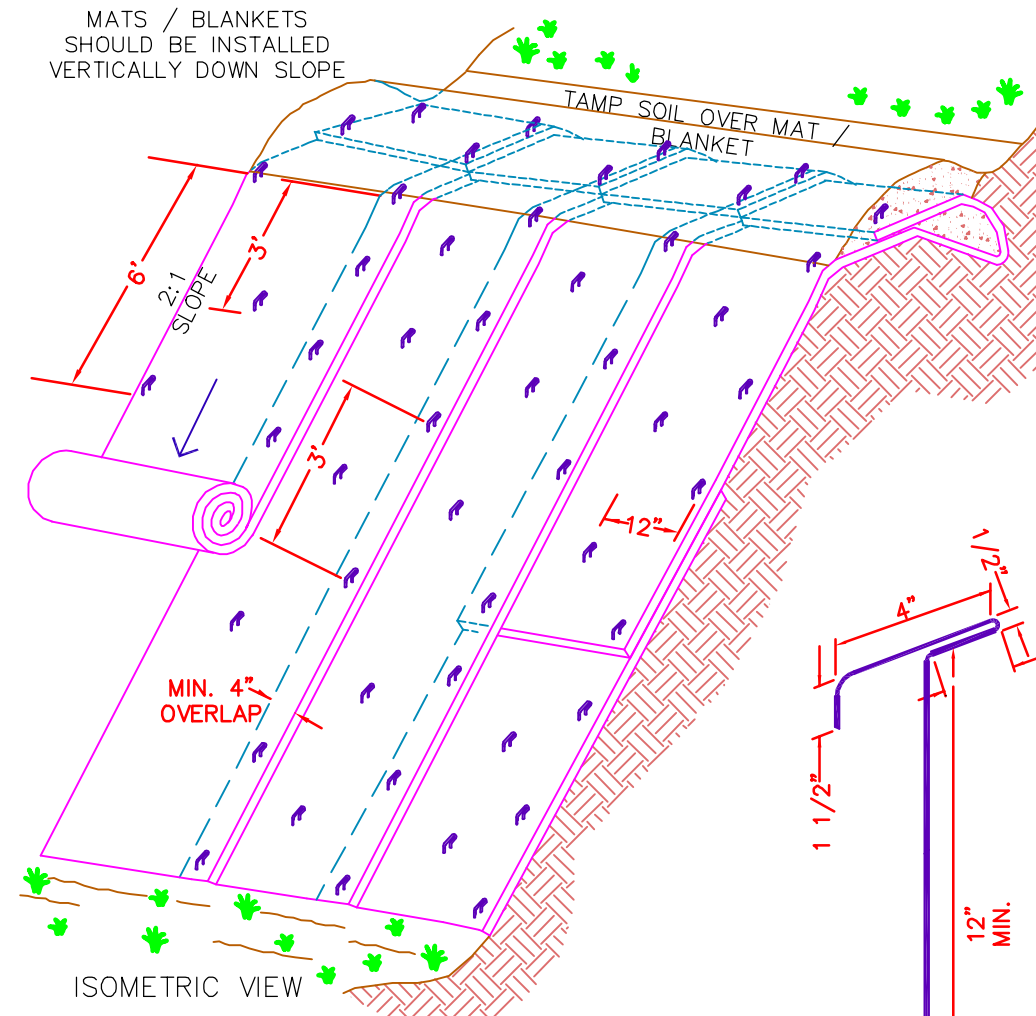 MATS / BLANKETS
SHOULD BE INSTALLED
VERTICALLY DOWN SLOPE
TAMP SOIL OVER MAT /
BLANKET
6'
3'
2:1
SLOPE
3'
12"
MIN. 4"
OVERLAP
4"
1/2"
1 1/2"
12"
MIN.
ISOMETRIC VIEW